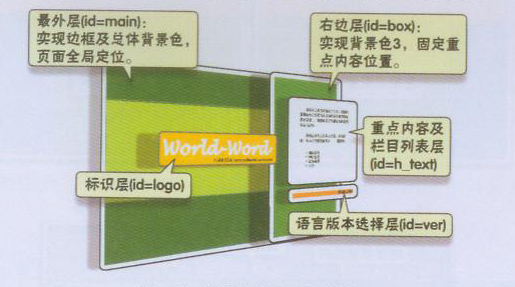 最外层(id=main):
实现边框及总体背景色,
页面全局定位。
右边层(id=box):
实现背景色3,固定重
点内容位置。
World-Word
重点内容及
栏目列表层
(id=h_text)
标识层(id=logo)
语言版本选择层(id=ver)